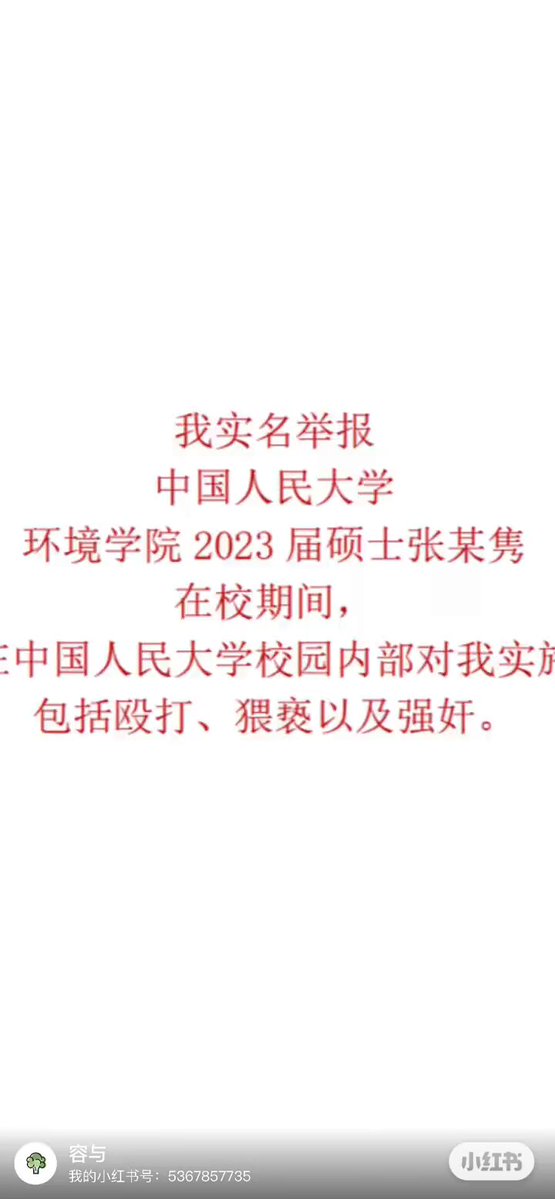 我实名举报
中国人民大学
环境学院 2023 届硕士张某隽
在校期间，
在中国人民大学校园内部对我实施
包括殴打、猥亵以及强奸。
容与
我的小红书号：5367857735
小红书